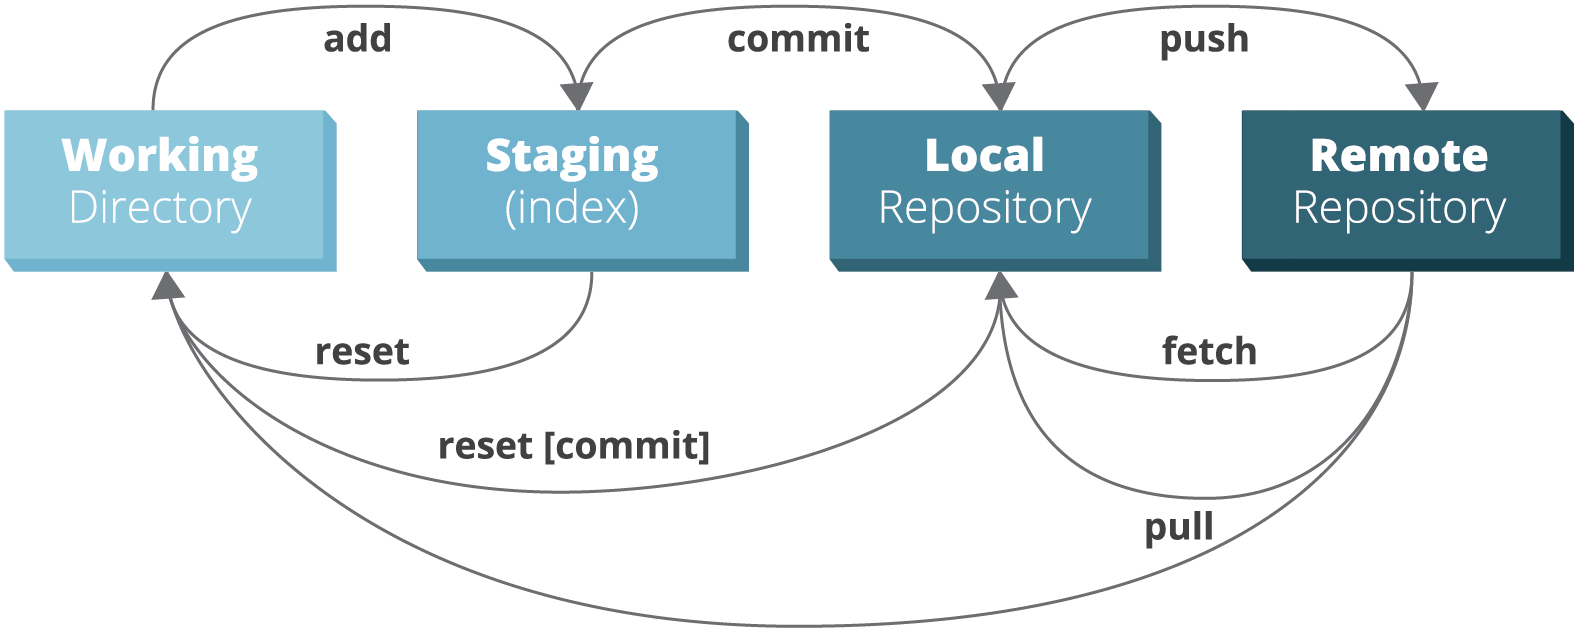 add
commit
push
Working
Directory
Staging
(index)
Local
Repository
Remote
Repository
reset
fetch
reset [commit]
pull